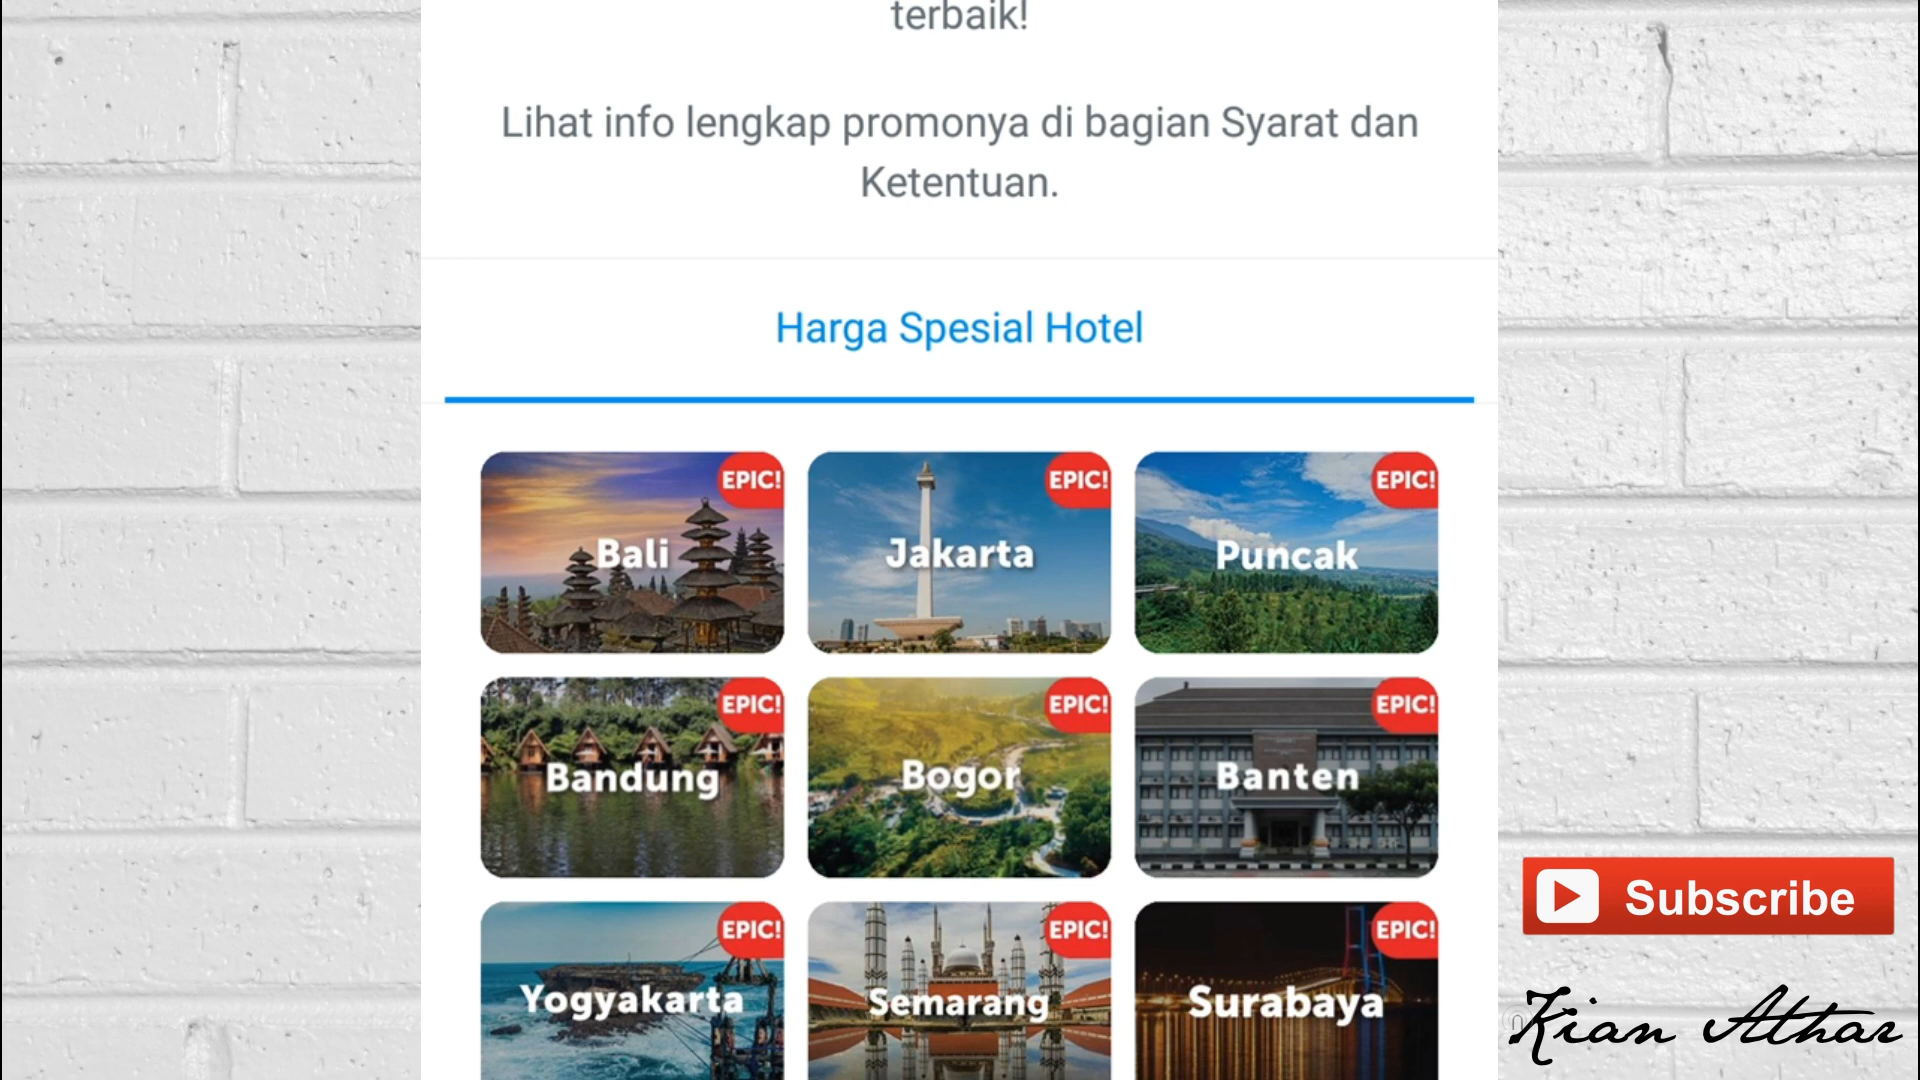 terbaik!
Lihat info lengkap promonya di bagian Syarat dan
Ketentuan.
Harga Spesial Hotel
EPIC!
EPIC!
EPIC!
Bali
Jakarta
Puncak
EPIC!
EPIC!
EPIC!
Bandung
Bogor
Banten
EPIC!
EPIC!
EPIC!
Yogyakarta
Semarang
Surabaya
Subscribe
Kian Athar